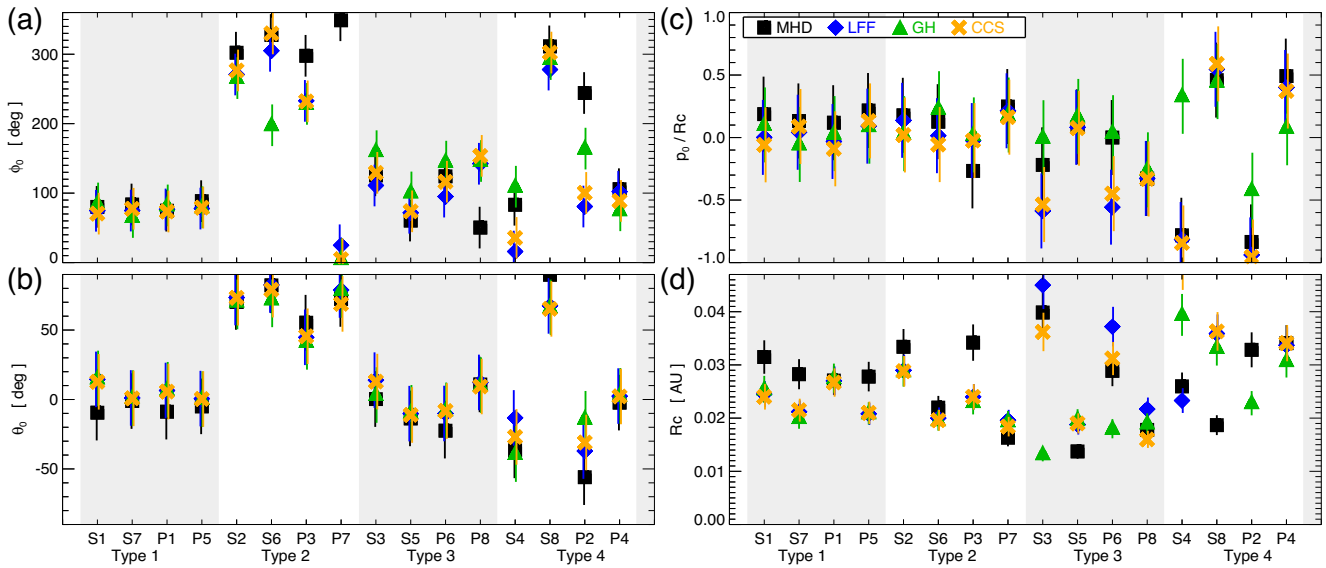 (a)
300
200
100
0
ϕ₀ [ deg ]
(b)
50
0
-50
θ₀ [ deg ]
S1 S7 P1 P5 S2 S6 P3 P7 S3 S5 P6 P8 S4 S8 P2 P4
Type 1 Type 2 Type 3 Type 4
(c)
1.0
0.5
0.0
-0.5
-1.0
p₀ / Rc
MHD LFF GH CCS
(d)
0.04
0.03
0.02
0.01
0.00
Rc [ AU ]
S1 S7 P1 P5 S2 S6 P3 P7 S3 S5 P6 P8 S4 S8 P2 P4
Type 1 Type 2 Type 3 Type 4